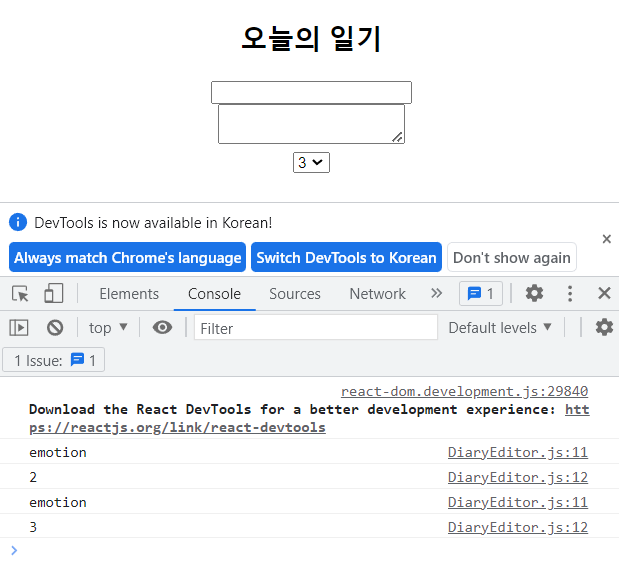 오늘의 일기
3
DevTools is now available in Korean!
Always match Chrome's language Switch DevTools to Korean Don't show again
Elements Console Sources Network 1
top Filter Default levels
1 Issue: 1
react-dom.development.js:29840
Download the React DevTools for a better development experience: htt
ps://reactjs.org/link/react-devtools
emotion DiaryEditor.js:11
2 DiaryEditor.js:12
emotion DiaryEditor.js:11
3 DiaryEditor.js:12